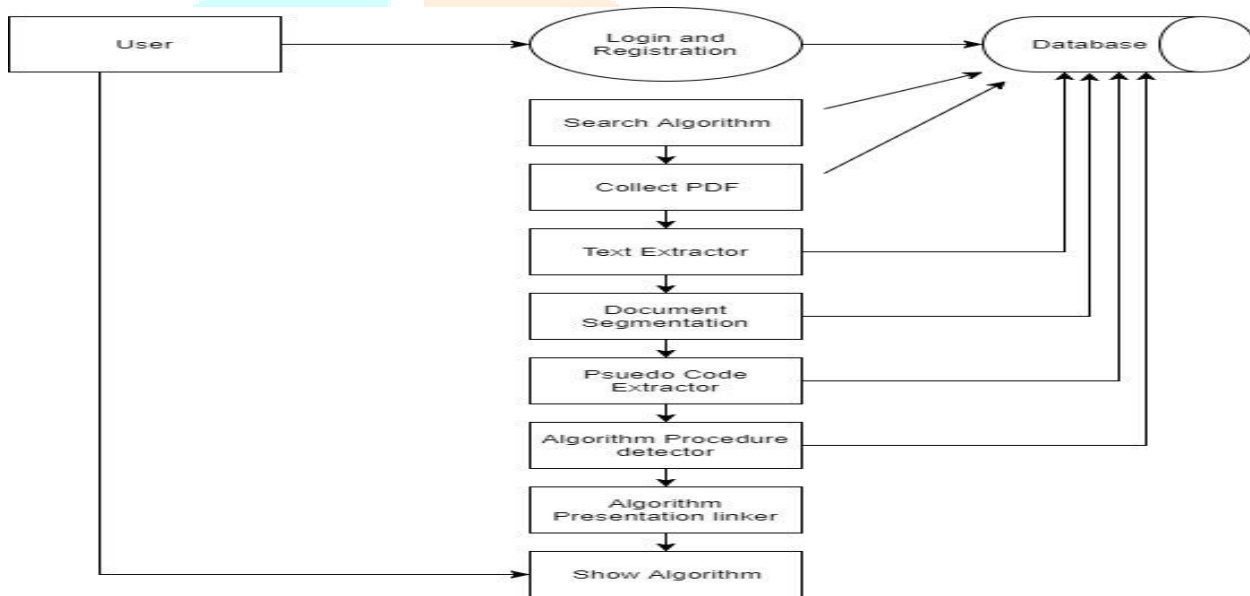 User
Login and
Registration
Database
Search Algorithm
Collect PDF
Text Extractor
Document
Segmentation
Psuedo Code
Extractor
Algorithm Procedure
detector
Algorithm
Presentation linker
Show Algorithm